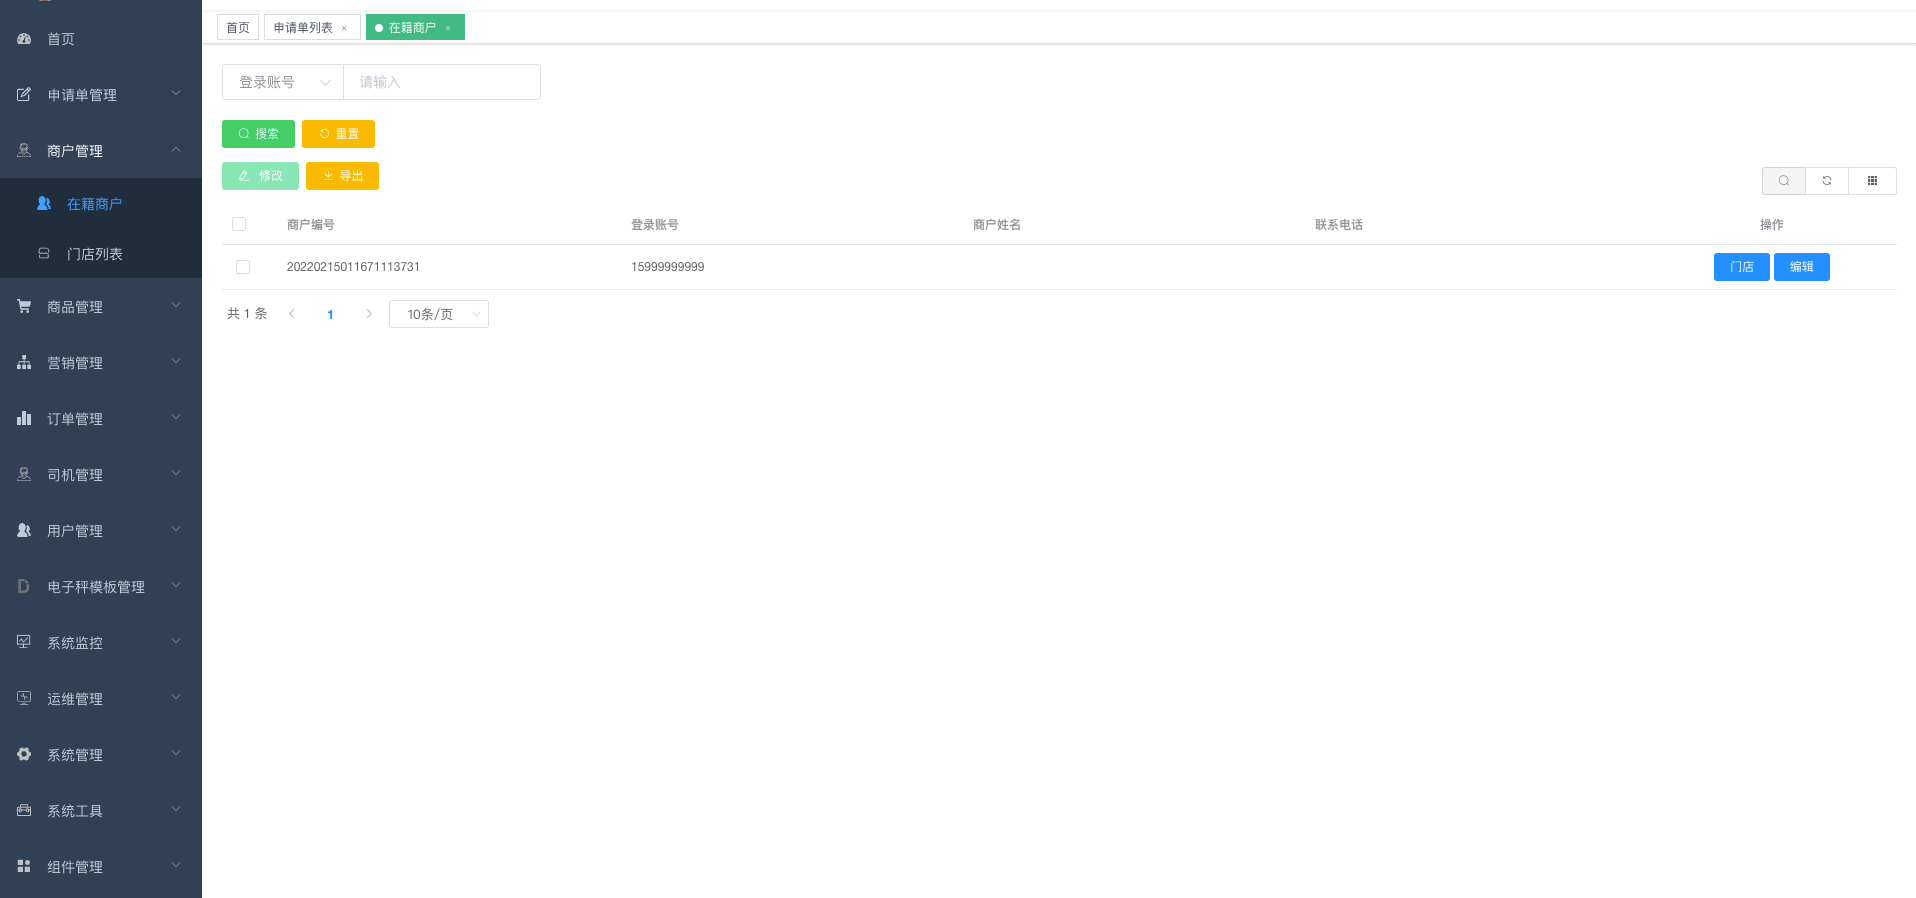 首页
申请单管理
商户管理
在籍商户
门店列表
商品管理
营销管理
订单管理
司机管理
用户管理
电子秤模板管理
系统监控
运维管理
系统管理
系统工具
组件管理
首页 申请单列表 × 在籍商户 ×
登录账号 请输入
搜索 重置
修改 导出
商户编号 登录账号 商户姓名 联系电话 操作
20220215011671113731 15999999999 门店 编辑
共 1 条 1 10条/页